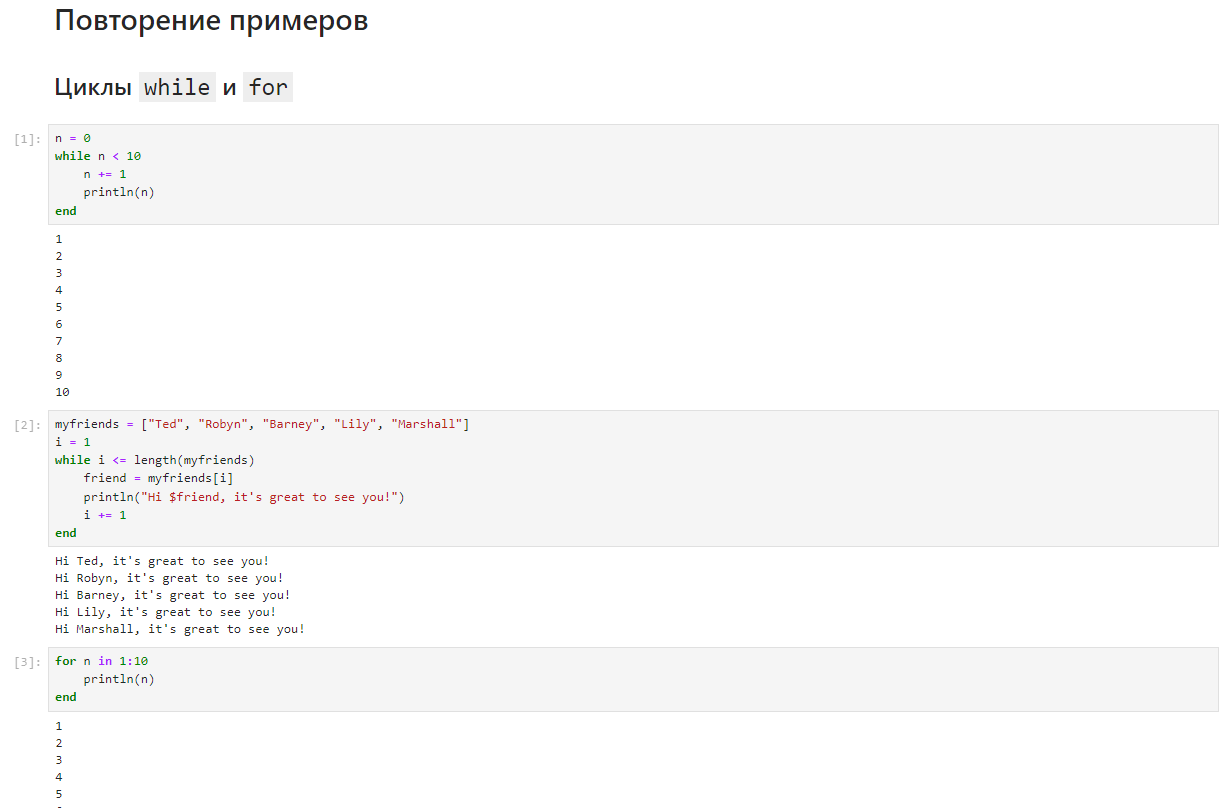 Повторение примеров
Циклы while и for
[1]:
n = 0
while n < 10
    n += 1
    println(n)
end
1
2
3
4
5
6
7
8
9
10
[2]:
myfriends = ["Ted", "Robyn", "Barney", "Lily", "Marshall"]
i = 1
while i <= length(myfriends)
    friend = myfriends[i]
    println("Hi $friend, it's great to see you!")
    i += 1
end
Hi Ted, it's great to see you!
Hi Robyn, it's great to see you!
Hi Barney, it's great to see you!
Hi Lily, it's great to see you!
Hi Marshall, it's great to see you!
[3]:
for n in 1:10
    println(n)
end
1
2
3
4
5